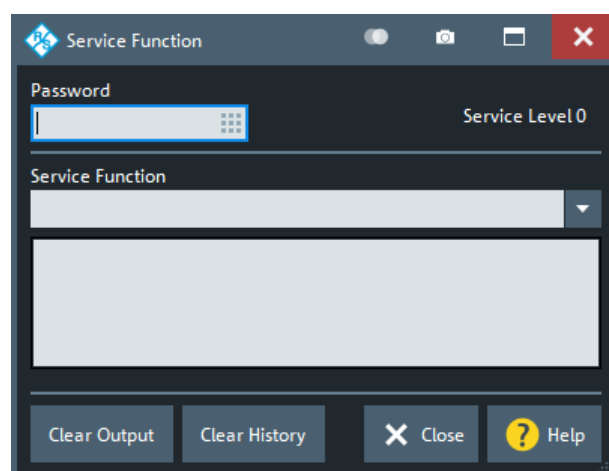 R/S Service Function
Password
Service Level 0
Service Function
Clear Output Clear History Close ? Help